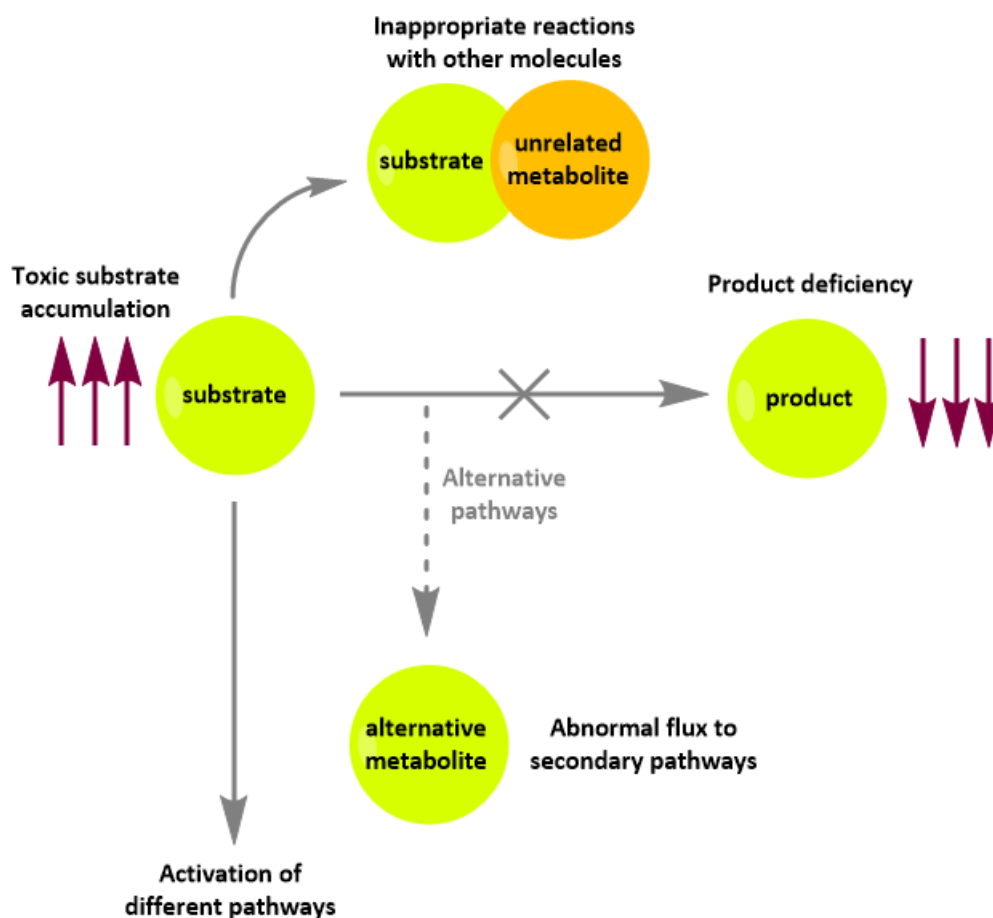 Inappropriate reactions
with other molecules
substrate
unrelated
metabolite
Toxic substrate
accumulation
Product deficiency
substrate
product
Alternative
pathways
alternative
metabolite
Abnormal flux to
secondary pathways
Activation of
different pathways